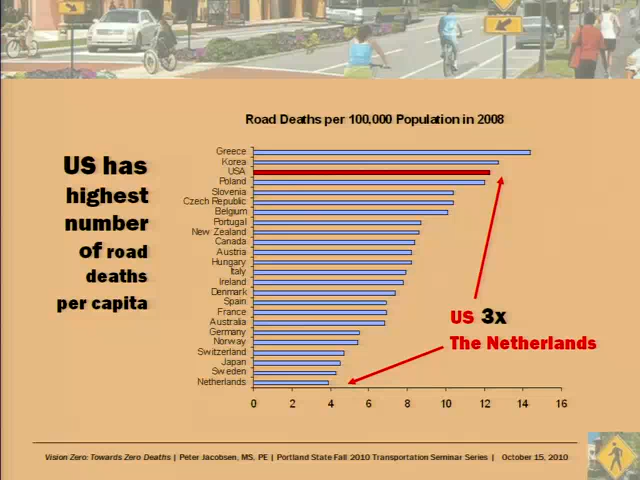 Road Deaths per 100,000 Population in 2008
US has
highest
number
of road
deaths
per capita
Greece
Korea
USA
Poland
Slovenia
Czech Republic
Belgium
Portugal
New Zealand
Canada
Austria
Hungary
Italy
Ireland
Denmark
Spain
France
Australia
Germany
Norway
Switzerland
Japan
Sweden
Netherlands
0 2 4 6 8 10 12 14 16
US 3x
The Netherlands
Vision Zero: Towards Zero Deaths | Peter Jacobsen, MS, PE | Portland State Fall 2010 Transportation Seminar Series | October 15, 2010